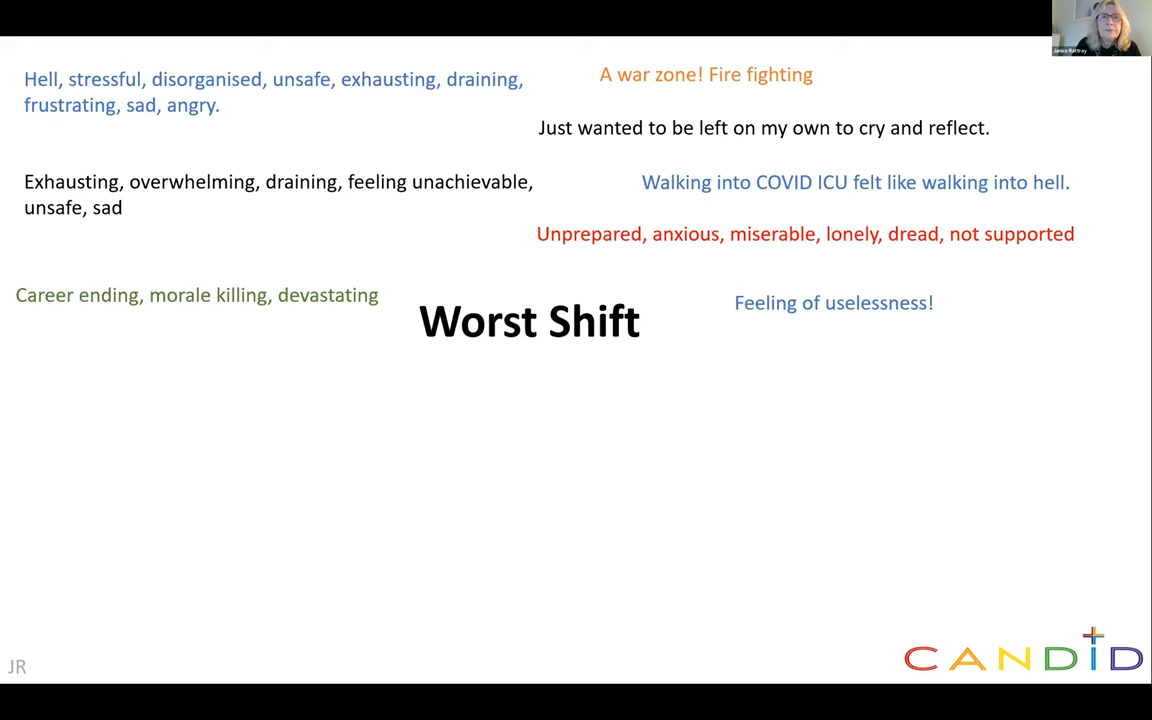 Janice Rattray
Hell, stressful, disorganised, unsafe, exhausting, draining,
frustrating, sad, angry.
A war zone! Fire fighting
Just wanted to be left on my own to cry and reflect.
Exhausting, overwhelming, draining, feeling unachievable,
unsafe, sad
Walking into COVID ICU felt like walking into hell.
Unprepared, anxious, miserable, lonely, dread, not supported
Career ending, morale killing, devastating
Feeling of uselessness!
Worst Shift
JR
CANDID